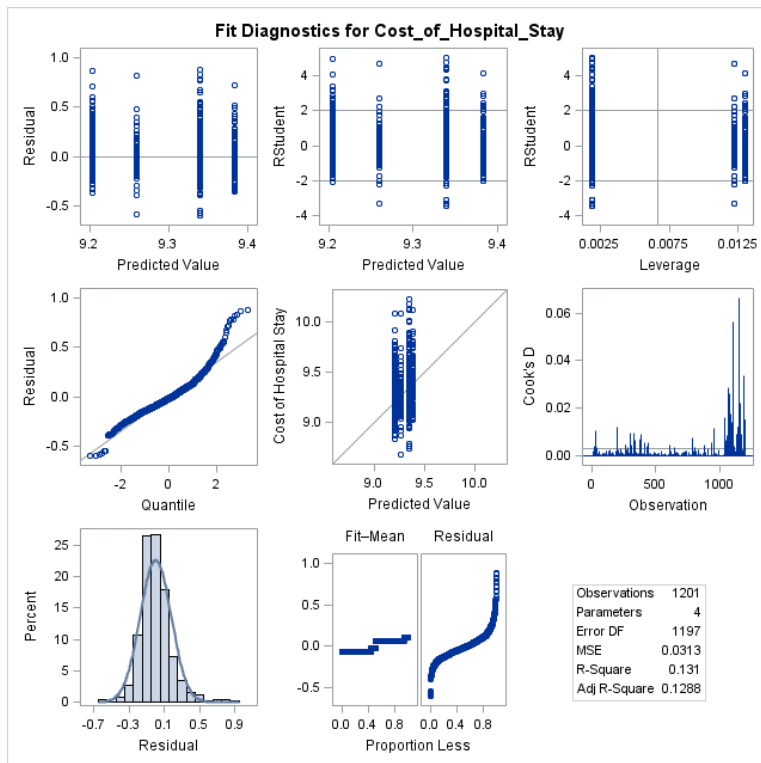 Fit Diagnostics for Cost_of_Hospital_Stay
1.0
0.5
0.0
-0.5
Residual
9.2 9.3 9.4
Predicted Value
4
2
0
-2
-4
RStudent
9.2 9.3 9.4
Predicted Value
4
2
0
-2
-4
RStudent
0.0025 0.0075 0.0125
Leverage
1.0
0.5
0.0
-0.5
Residual
-2 0 2
Quantile
10.0
9.5
9.0
Cost of Hospital Stay
9.0 9.5 10.0
Predicted Value
0.06
0.04
0.02
0.00
Cook's D
0 500 1000
Observation
25
20
15
10
5
0
Percent
-0.7 -0.3 0.1 0.5 0.9
Residual
Fit–Mean Residual
1.0
0.5
0.0
-0.5
0.0 0.4 0.8 0.0 0.4 0.8
Proportion Less
Observations 1201
Parameters 4
Error DF 1197
MSE 0.0313
R-Square 0.131
Adj R-Square 0.1288